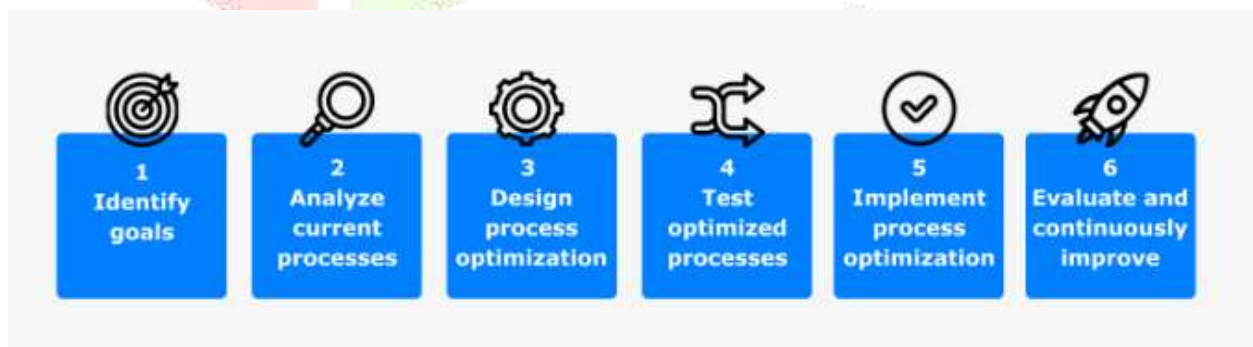 1
Identify
goals
2
Analyze
current
processes
3
Design
process
optimization
4
Test
optimized
processes
5
Implement
process
optimization
6
Evaluate and
continuously
improve